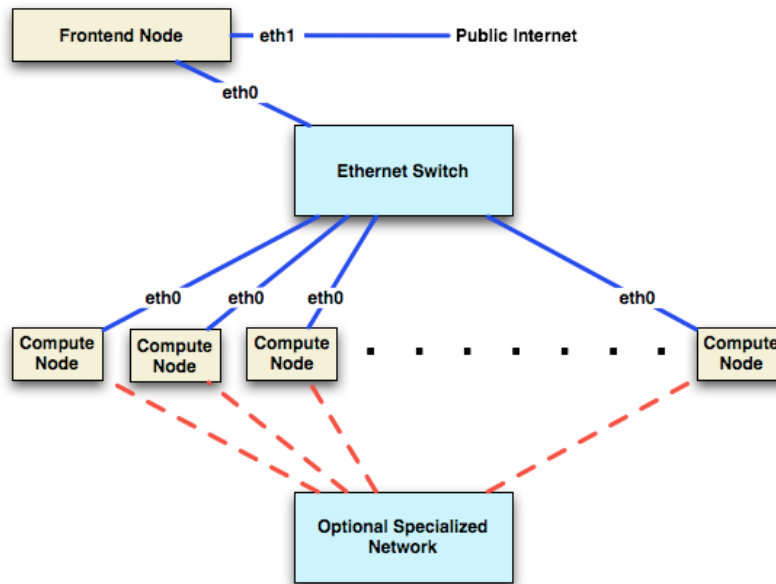 Frontend Node
eth1
Public Internet
eth0
Ethernet Switch
eth0
eth0
eth0
eth0
Compute
Node
Compute
Node
Compute
Node
Compute
Node
Optional Specialized
Network